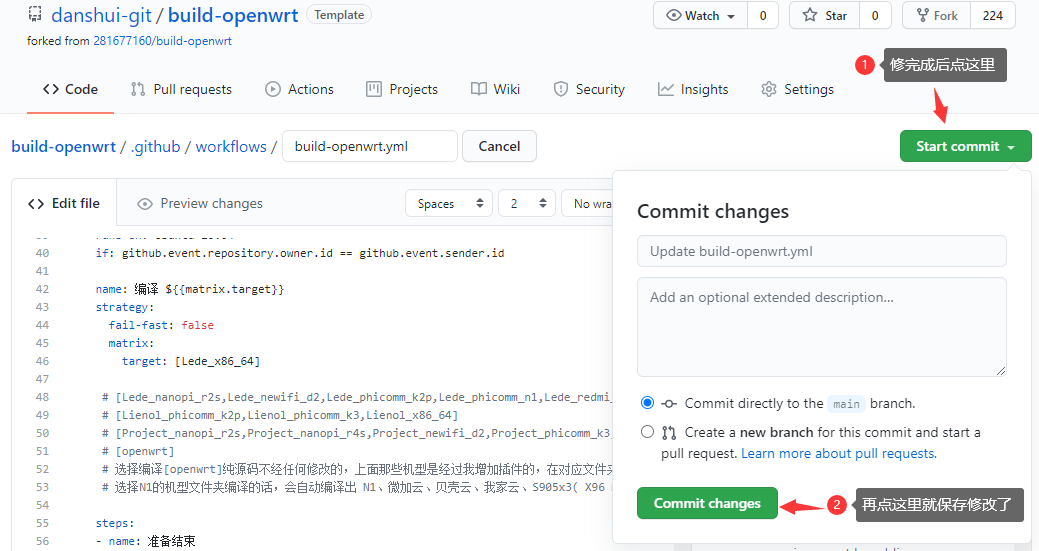 danshui-git / build-openwrt Template
Watch 0 Star 0 Fork 224
forked from 281677160/build-openwrt
1 修完成后点这里
Code Pull requests Actions Projects Wiki Security Insights Settings
build-openwrt / .github / workflows / build-openwrt.yml Cancel Start commit
Edit file Preview changes Spaces 2 No wra
40 if: github.event.repository.owner.id == github.event.sender.id
41
42 name: 编译 ${{matrix.target}}
43 strategy:
44 fail-fast: false
45 matrix:
46 target: [Lede_x86_64]
47
48 # [Lede_nanopi_r2s,Lede_newifi_d2,Lede_phicomm_k2p,Lede_phicomm_n1,Lede_redmi_
49 # [Lienol_phicomm_k2p,Lienol_phicomm_k3,Lienol_x86_64]
50 # [Project_nanopi_r2s,Project_nanopi_r4s,Project_newifi_d2,Project_phicomm_k3
51 # [openwrt]
52 # 选择编译[openwrt]纯源码不经任何修改的，上面那些机型是经过我增加插件的，在对应文件夹
53 # 选择N1的机型文件夹编译的话，会自动编译出 N1、微加云、贝壳云、我家云、S905x3( X96
54
55 steps:
56 - name: 准备结束
Commit changes
Update build-openwrt.yml
Add an optional extended description...
Commit directly to the main branch.
Create a new branch for this commit and start a
pull request. Learn more about pull requests.
Commit changes 2 再点这里就保存修改了